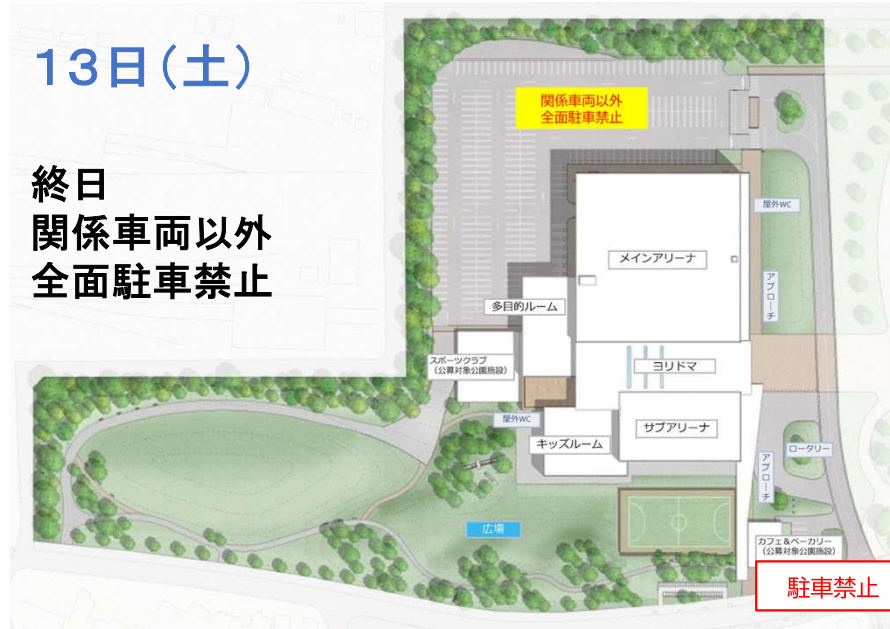 13日(土)
終日
関係車両以外
全面駐車禁止
関係車両以外
全面駐車禁止
屋外WC
メインアリーナ
アプローチ
多目的ルーム
スポーツクラブ
(公募対象公園施設)
ヨリドマ
屋外WC
キッズルーム
サブアリーナ
ロータリー
アプローチ
広場
カフェ&ベーカリー
(公募対象公園施設)
駐車禁止